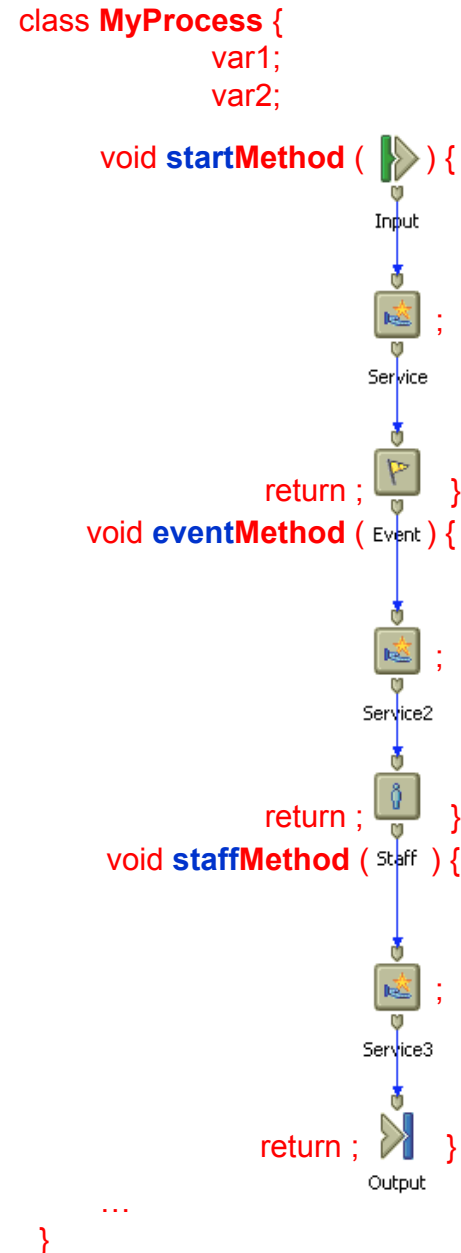 class MyProcess {
var1;
var2;
void startMethod ( ) {
Input
;
Service
return ; }
void eventMethod ( Event ) {
;
Service2
return ; }
void staffMethod ( Staff ) {
;
Service3
return ; }
Output
...
}